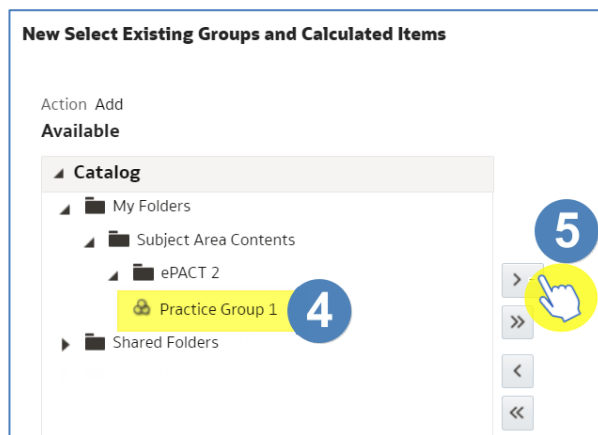 New Select Existing Groups and Calculated Items
Action Add
Available
Catalog
My Folders
Subject Area Contents
5
ePACT 2
>
Practice Group 1
4
>>
Shared Folders
<
<<